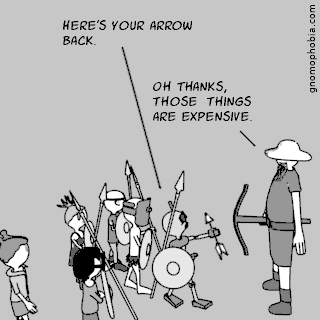 HERE'S YOUR ARROW
BACK.
OH THANKS,
THOSE THINGS
ARE EXPENSIVE.
gnomophobia.com